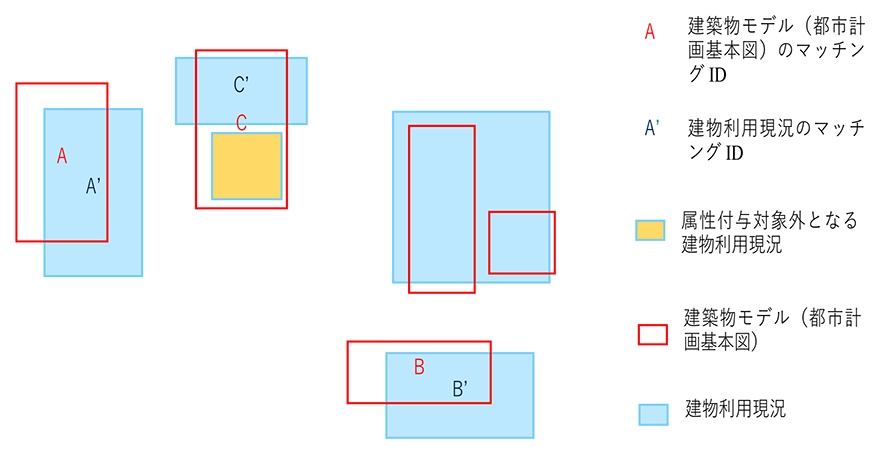 A
建築物モデル（都市計
画基本図）のマッチン
グID
A’
建物利用現況のマッチ
ングID
属性付与対象外となる
建物利用現況
建築物モデル（都市計
画基本図）
建物利用現況
C’
C
A
A’
B
B’